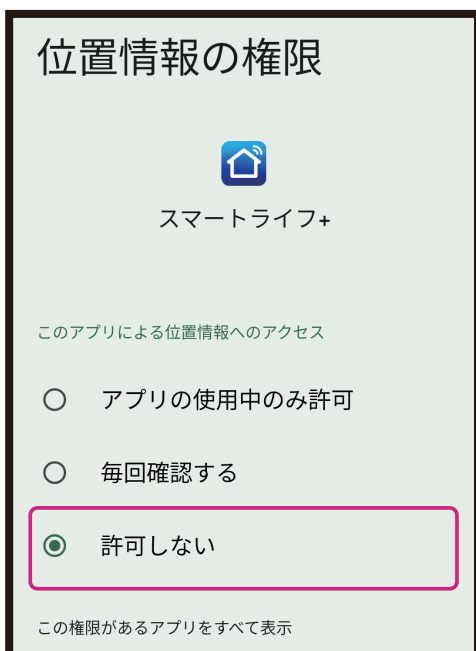 位置情報の権限
スマートライフ+
このアプリによる位置情報へのアクセス
アプリの使用中のみ許可
毎回確認する
許可しない
この権限があるアプリをすべて表示